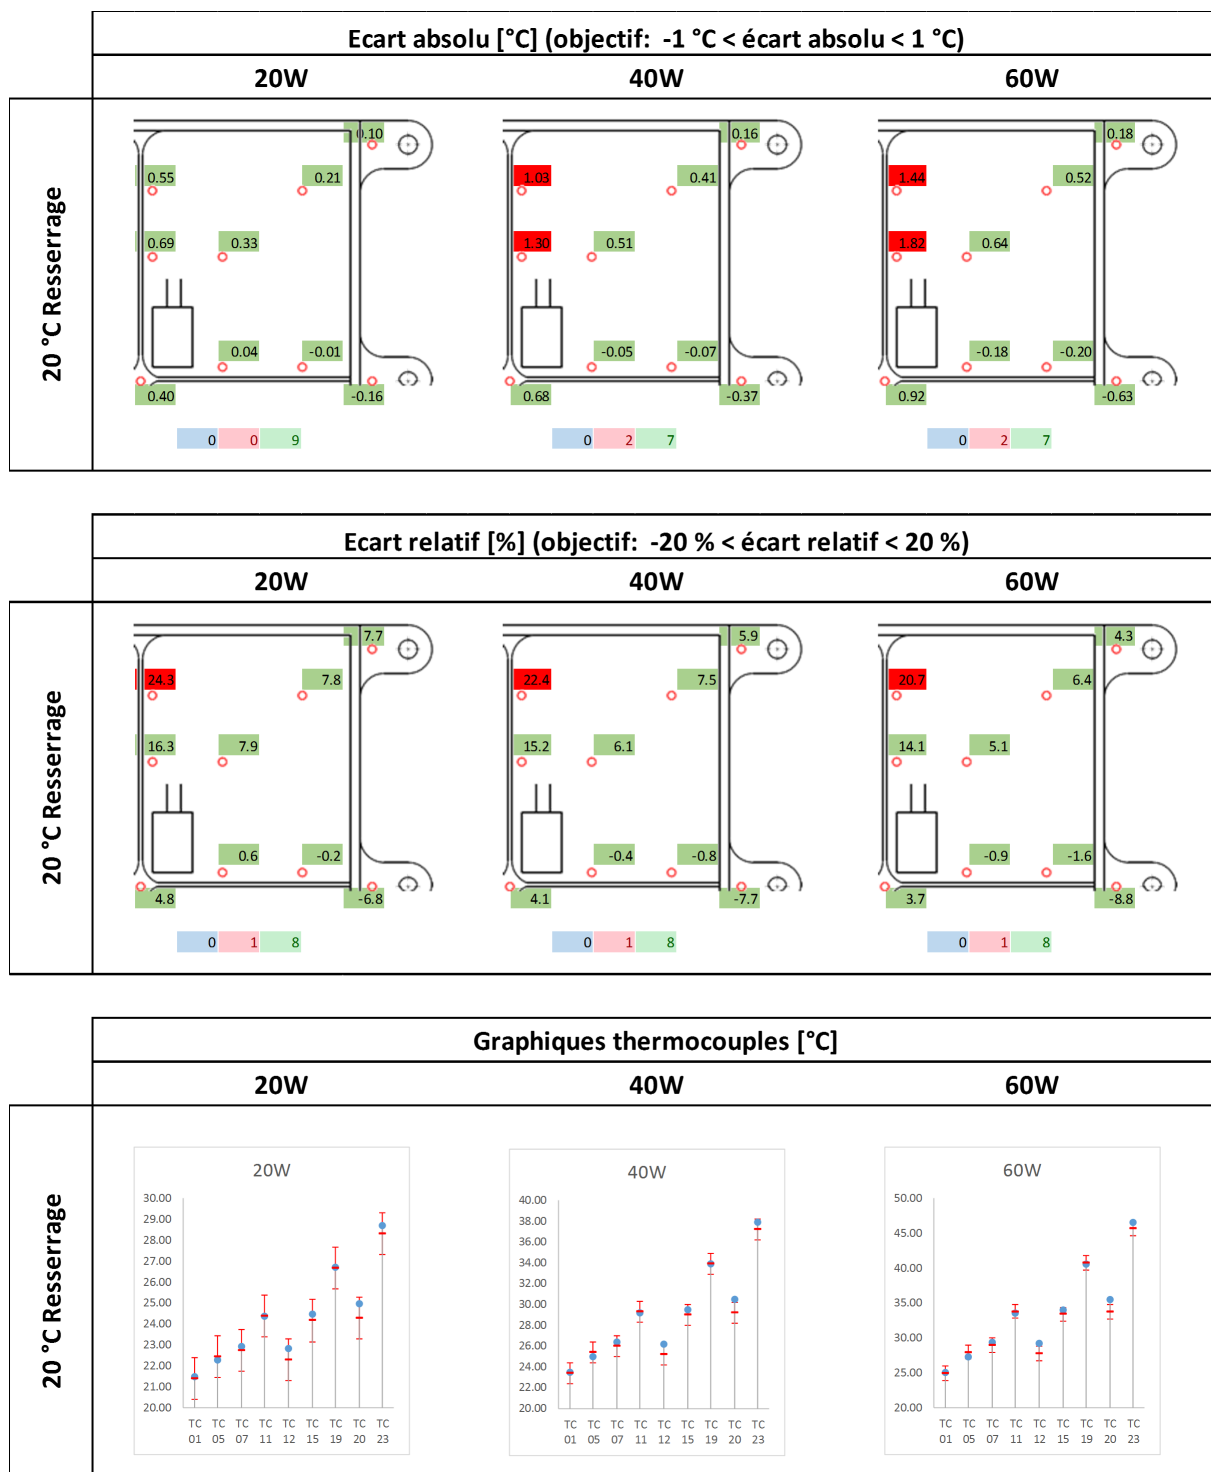 Ecart absolu [°C] (objectif:  -1 °C < écart absolu < 1 °C)
20W 40W 60W
20 °C Resserrage
0.10 0.16 0.18
0.55 0.21 1.03 0.41 1.44 0.52
0.69 0.33 1.30 0.51 1.82 0.64
0.04 -0.01 -0.05 -0.07 -0.18 -0.20
0.40 -0.16 0.68 -0.37 0.92 -0.63
0 0 9 0 2 7 0 2 7
Ecart relatif [%] (objectif:  -20 % < écart relatif < 20 %)
20W 40W 60W
20 °C Resserrage
7.7 5.9 4.3
24.3 7.8 22.4 7.5 20.7 6.4
16.3 7.9 15.2 6.1 14.1 5.1
0.6 -0.2 -0.4 -0.8 -0.9 -1.6
4.8 -6.8 4.1 -7.7 3.7 -8.8
0 1 8 0 1 8 0 1 8
Graphiques thermocouples [°C]
20W 40W 60W
20 °C Resserrage
20W
30.00
29.00
28.00
27.00
26.00
25.00
24.00
23.00
22.00
21.00
20.00
TC TC TC TC TC TC TC TC TC
01 05 07 11 12 15 19 20 23
40W
40.00
38.00
36.00
34.00
32.00
30.00
28.00
26.00
24.00
22.00
20.00
TC TC TC TC TC TC TC TC TC
01 05 07 11 12 15 19 20 23
60W
50.00
45.00
40.00
35.00
30.00
25.00
20.00
TC TC TC TC TC TC TC TC TC
01 05 07 11 12 15 19 20 23